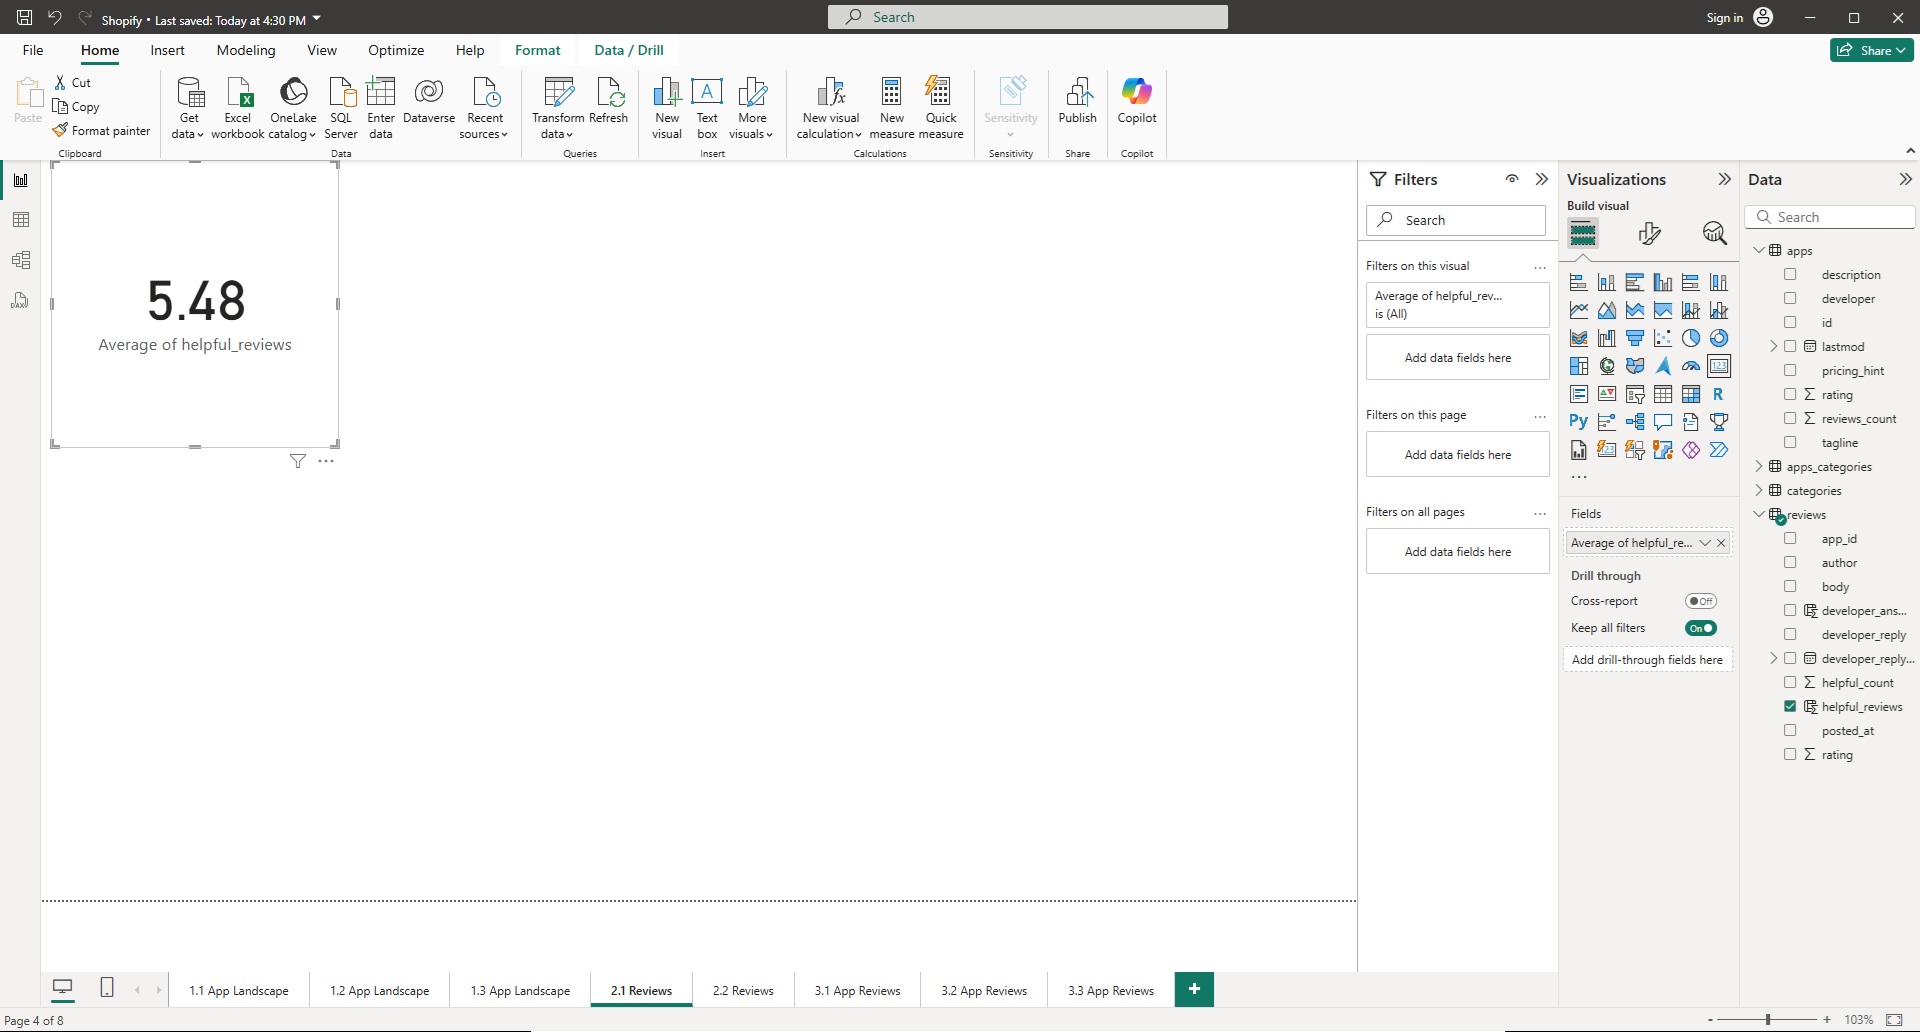 Shopify • Last saved: Today at 4:30 PM
Search
Sign in
File
Home
Insert
Modeling
View
Optimize
Help
Format
Data / Drill
Share
Paste
Cut
Copy
Format painter
Clipboard
Get
data
Excel
workbook
OneLake
catalog
SQL
Server
Enter
data
Dataverse
Recent
sources
Data
Transform
data
Refresh
Queries
New
visual
Text
box
More
visuals
Insert
New visual
calculation
New
measure
Quick
measure
Calculations
Sensitivity
Sensitivity
Publish
Share
Copilot
Copilot
5.48
Average of helpful_reviews
Filters
Search
Filters on this visual
Average of helpful_rev...
is (All)
Add data fields here
Filters on this page
Add data fields here
Filters on all pages
Add data fields here
Visualizations
Build visual
123
R
Py
Fields
Average of helpful_re...
Drill through
Cross-report
Off
Keep all filters
On
Add drill-through fields here
Data
Search
apps
description
developer
id
lastmod
pricing_hint
rating
reviews_count
tagline
apps_categories
categories
reviews
app_id
author
body
developer_ans...
developer_reply
developer_reply...
helpful_count
helpful_reviews
posted_at
rating
1.1 App Landscape
1.2 App Landscape
1.3 App Landscape
2.1 Reviews
2.2 Reviews
3.1 App Reviews
3.2 App Reviews
3.3 App Reviews
Page 4 of 8
103%